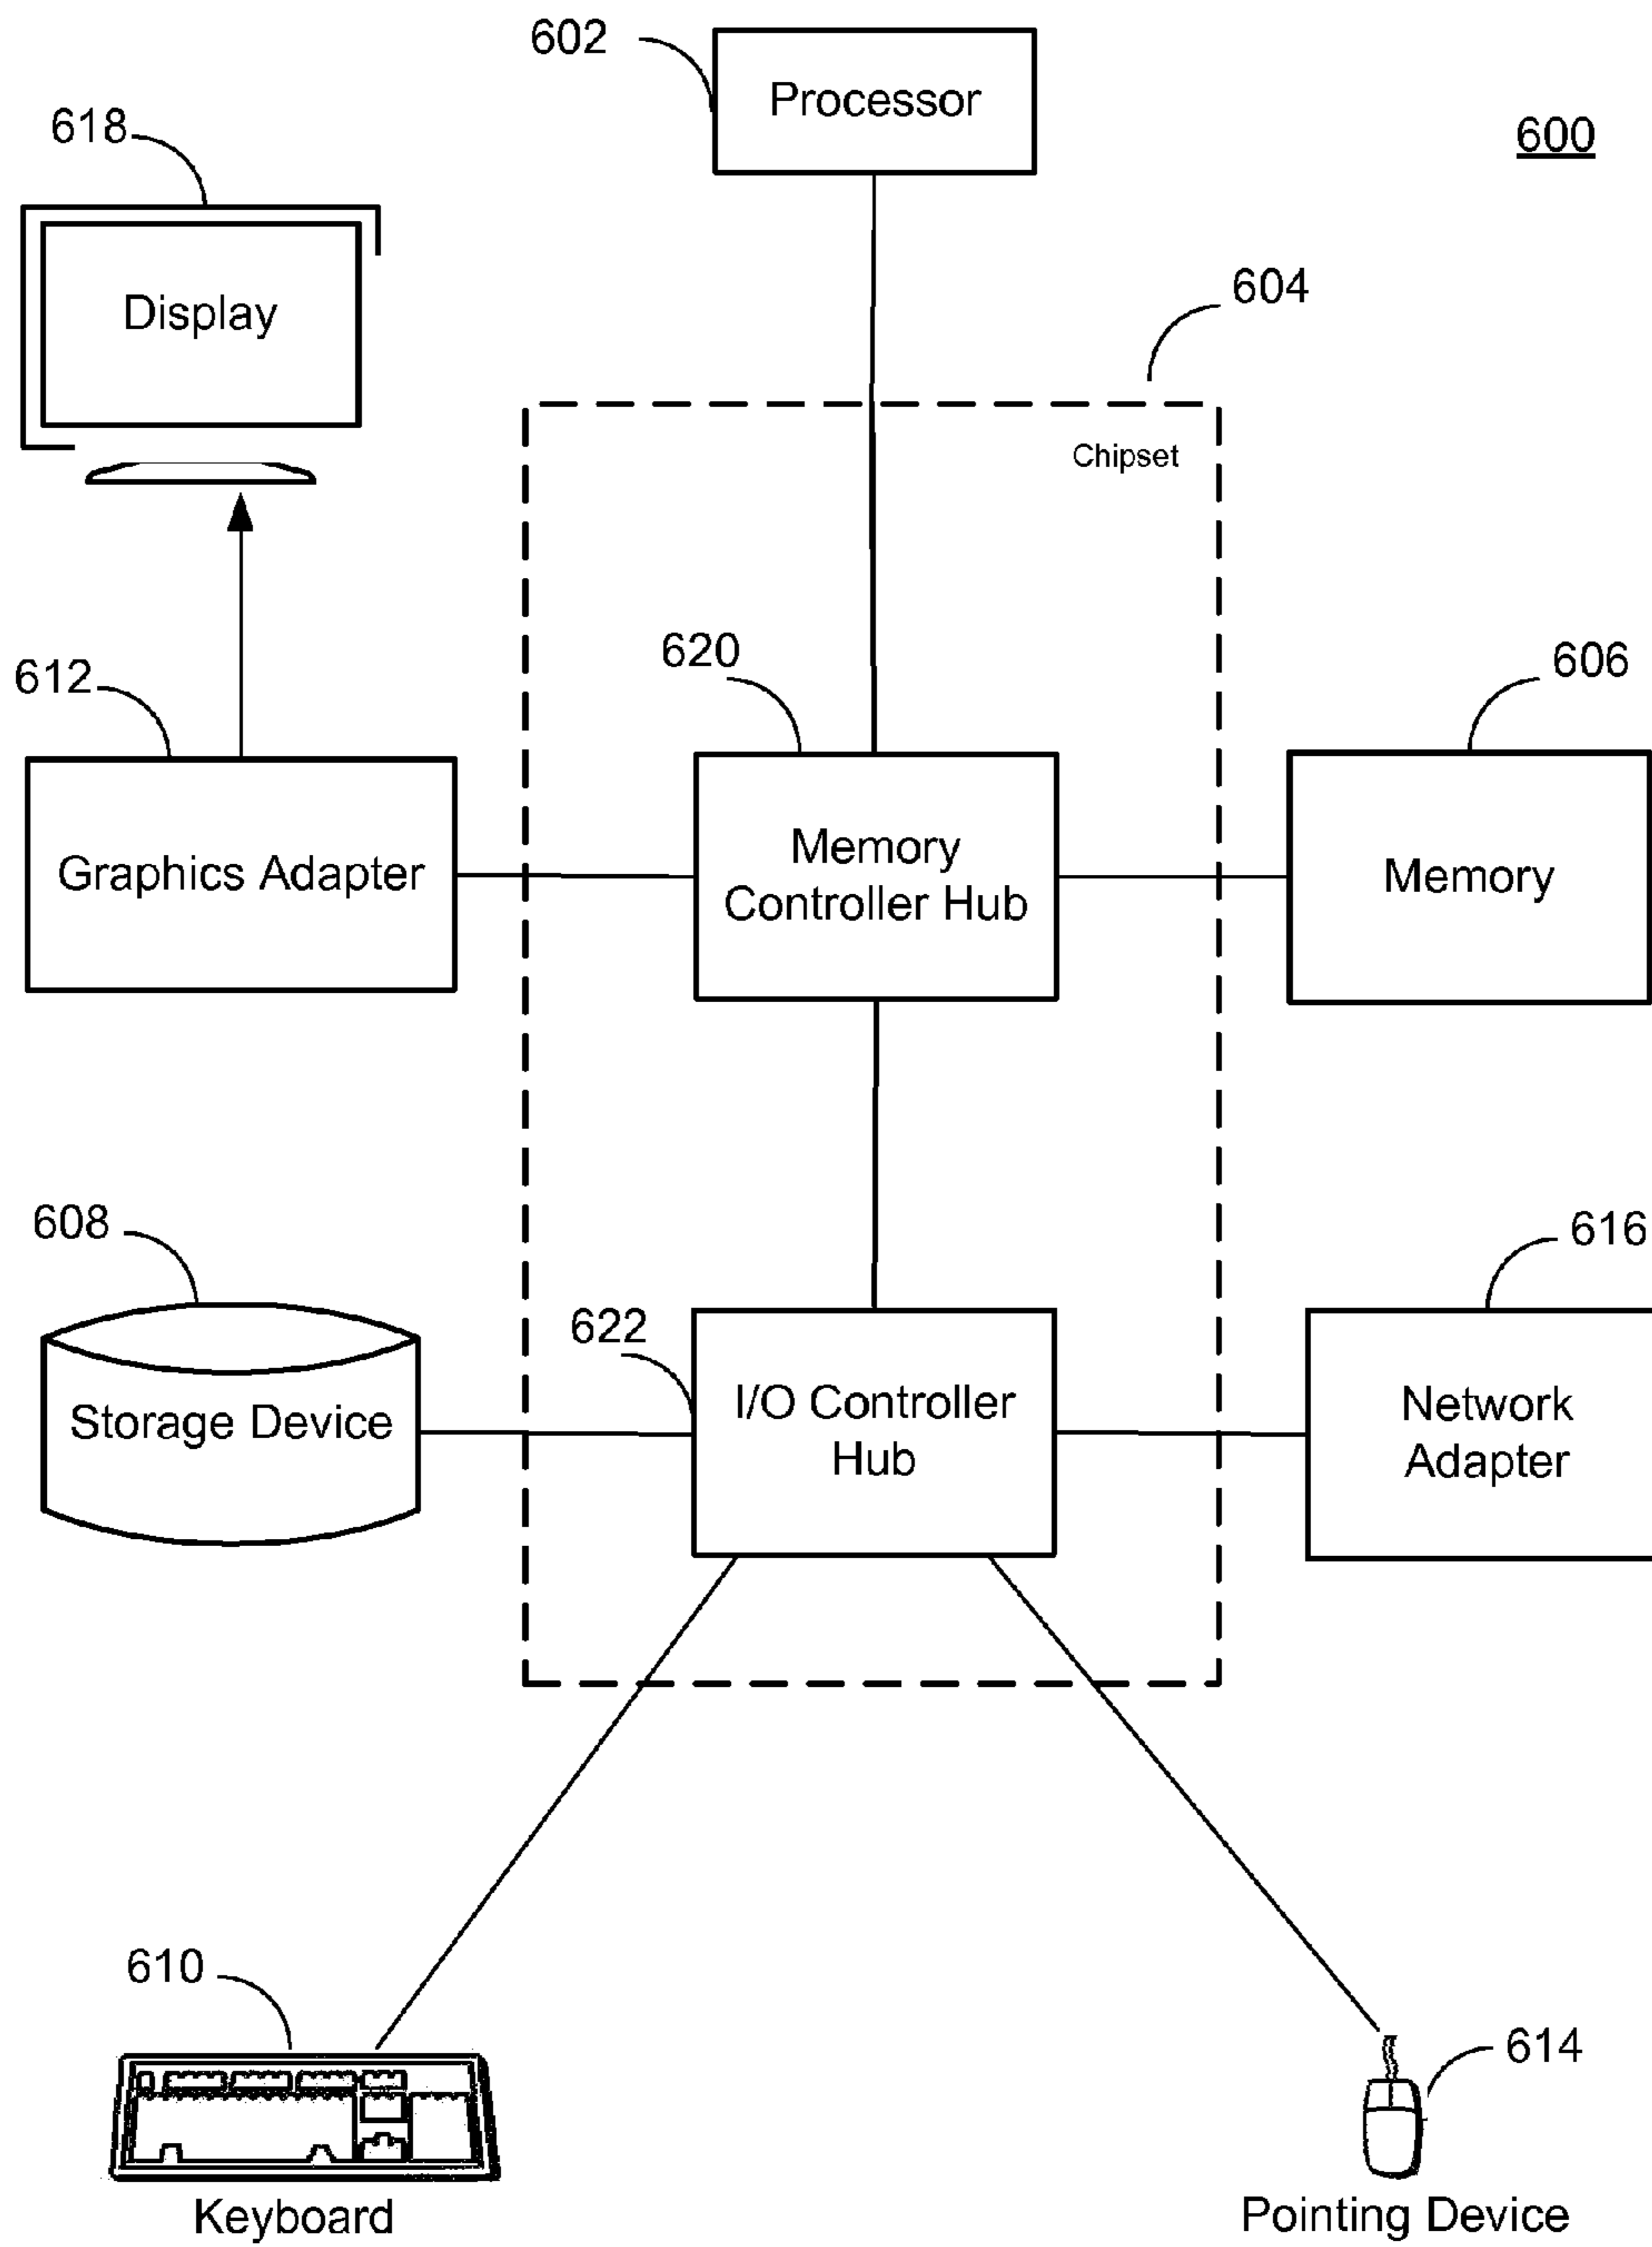 602
Processor
600
618
Display
604
Chipset
620
606
612
Memory
Controller Hub
Graphics Adapter
Memory
608
616
622
I/O Controller
Hub
Storage Device
Network
Adapter
610
614
Keyboard
Pointing Device